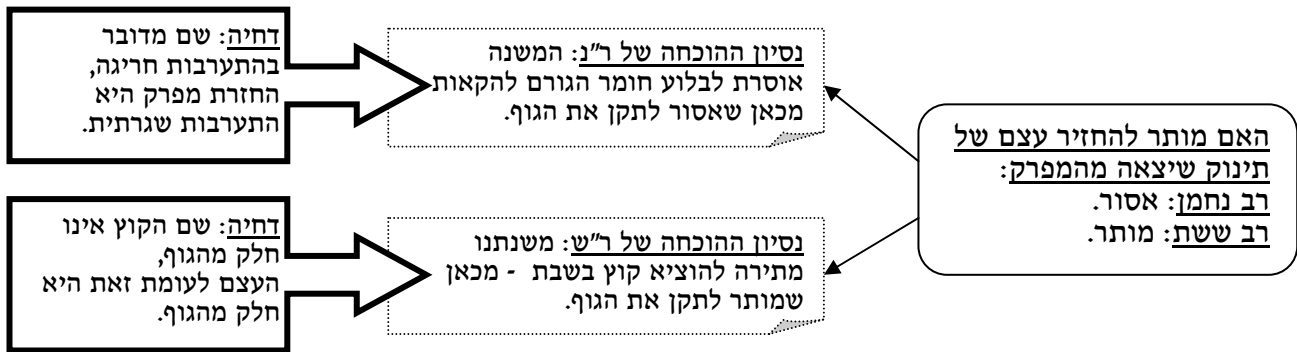 האם מותר להחזיר עצם של
תינוק שיצאה מהמפרק:
רב נחמן: אסור.
רב ששת: מותר.
נסיון ההוכחה של ר"נ: המשנה
אוסרת לבלוע חומר הגורם להקאות
מכאן שאסור לתקן את הגוף.
דחיה: שם מדובר
בהתערבות חריגה,
החזרת מפרק היא
התערבות שגרתית.
נסיון ההוכחה של ר"ש: משנתנו
מתירה להוציא קוץ בשבת - מכאן
שמותר לתקן את הגוף.
דחיה: שם הקוץ אינו
חלק מהגוף,
העצם לעומת זאת היא
חלק מהגוף.